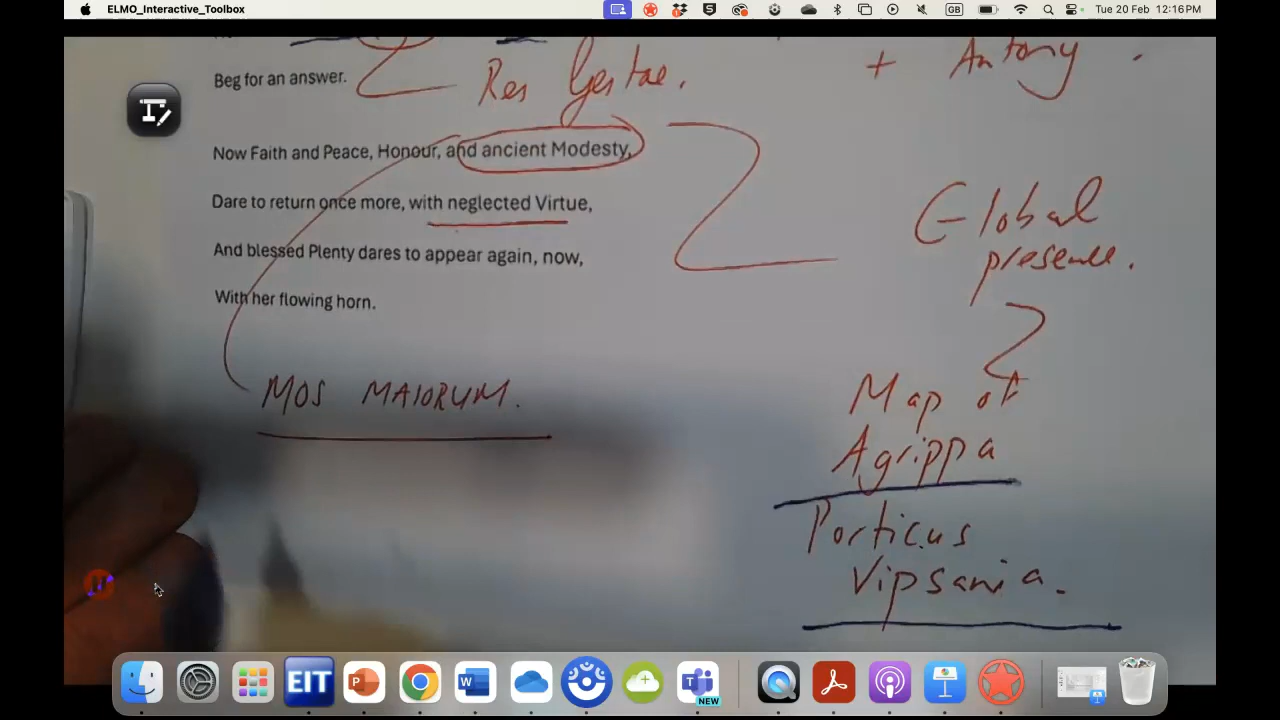 ELMO_Interactive_Toolbox
GB
Tue 20 Feb 12:16 PM
+ Antony.
Beg for an answer.
Res Gestae.
Now Faith and Peace, Honour, and ancient Modesty,
Dare to return once more, with neglected Virtue,
Global
presence.
And blessed Plenty dares to appear again, now,
With her flowing horn.
MOS MAIORUM.
Map of
Agrippa
Porticus
Vipsania.
EIT
P
W
NEW